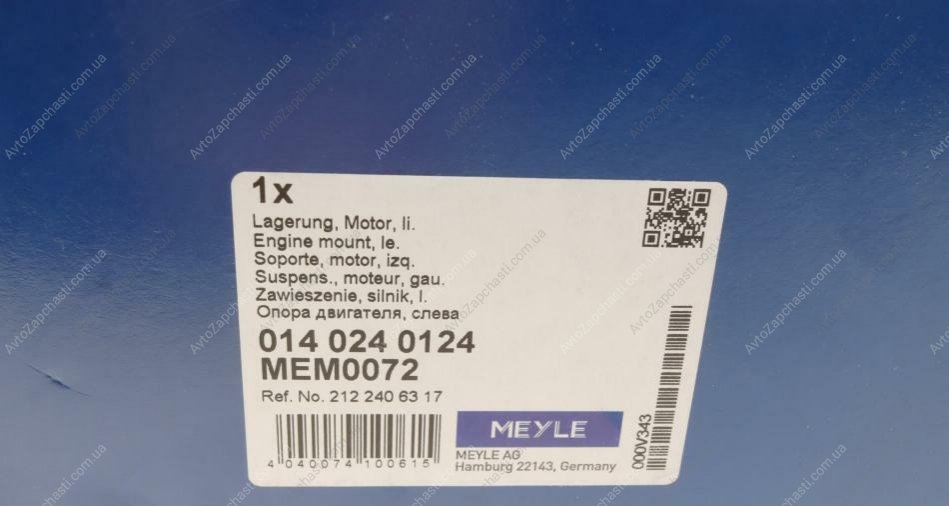 1x
Lagerung, Motor, li.
Engine mount, le.
Soporte, motor, izq.
Suspens., moteur, gau.
Zawieszenie, silnik, l.
Опора двигателя, слева
014 024 0124
MEM0072
Ref. No. 212 240 63 17
4 040074 100615
MEYLE
MEYLE AG
Hamburg 22143, Germany
000V343
AvtoZapchasti.com.ua